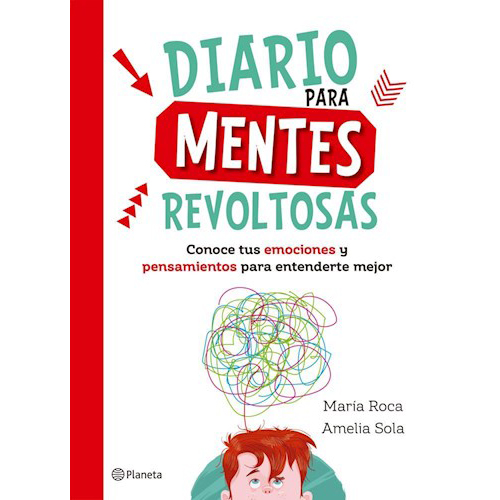 DIARIO
PARA
MENTES
REVOLTOSAS
Conoce tus emociones y
pensamientos para entenderte mejor
María Roca
Amelia Sola
Planeta